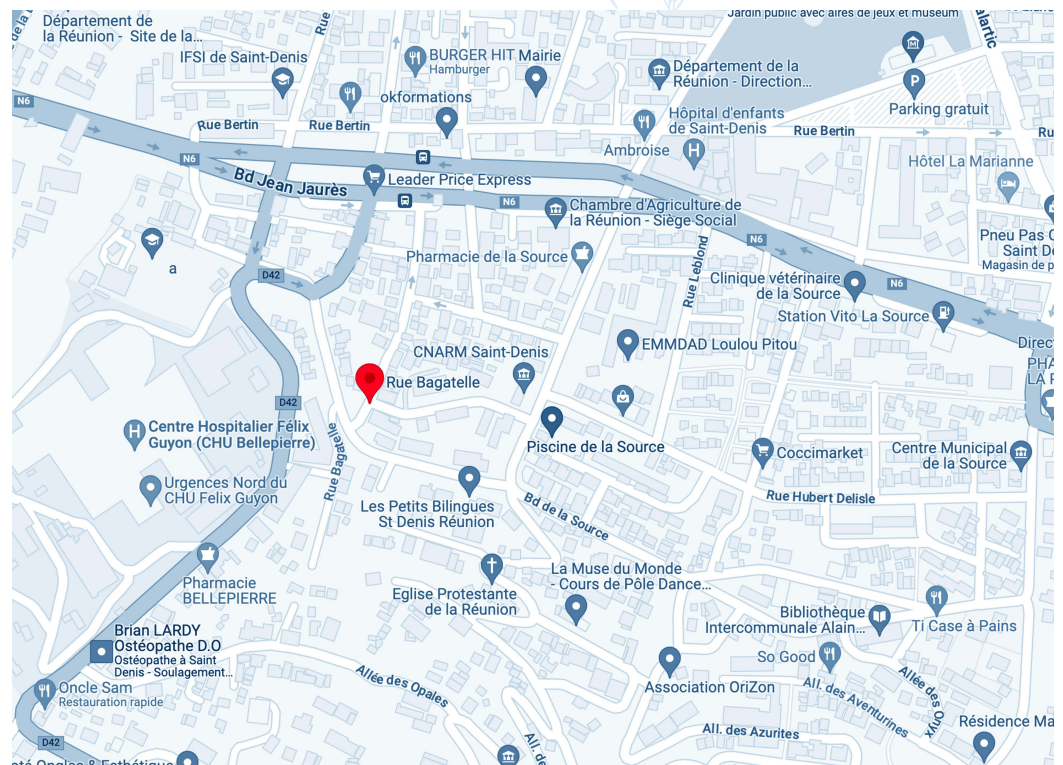 Département de
la Réunion - Site de la...
Rue
Jardin public avec aires de jeux et museum
IFSI de Saint-Denis
BURGER HIT
Hamburger
Mairie
Département de la
Réunion - Direction...
okformations
Parking gratuit
P
N6
Rue Bertin
Rue Bertin
Hôpital d'enfants
de Saint-Denis
H
Rue Bertin
Ambroise
Hôtel La Marianne
N6
Bd Jean Jaurès
Leader Price Express
N6
Chambre d'Agriculture de
la Réunion - Siège Social
Pneu Pas
Magasin de p
a
Pharmacie de la Source
N6
Rue Leblond
D42
Clinique vétérinaire
de la Source
N6
Station Vito La Source
CNARM Saint-Denis
EMMDAD Loulou Pitou
Direct
Rue Bagatelle
D42
Rue Bagatelle
H
Centre Hospitalier Félix
Guyon (CHU Bellepierre)
Piscine de la Source
Coccimarket
Centre Municipal
de la Source
Urgences Nord du
CHU Felix Guyon
Les Petits Bilingues
St Denis Réunion
Bd de la Source
Rue Hubert Delisle
Pharmacie
BELLEPIERRE
Eglise Protestante
de la Réunion
La Muse du Monde
- Cours de Pôle Dance...
Bibliothèque
Intercommunale Alain...
Ti Case à Pains
Brian LARDY
Ostéopathe D.O
Ostéopathe à Saint
Denis - Soulagement...
So Good
Oncle Sam
Restauration rapide
Allée des Opales
Association OriZon
All. des Aventurines
Allée des Onyx
All. des Azurites
Résidence Ma
D42
All. de